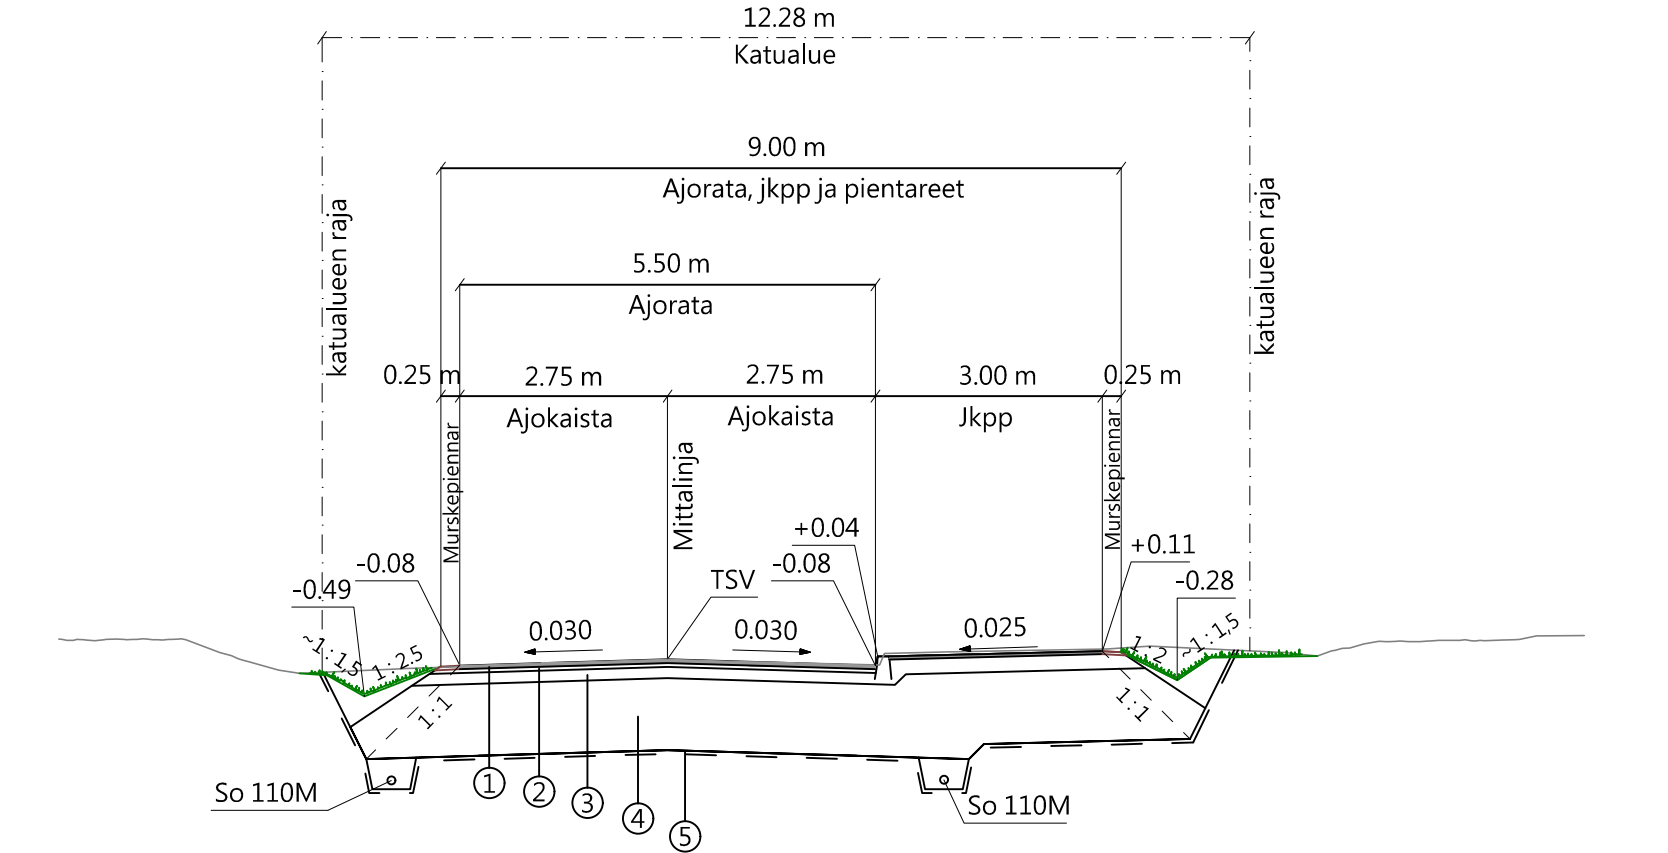 12.28 m
Katualue
9.00 m
Ajorata, jkpp ja pientareet
katualueen raja
katualueen raja
5.50 m
Ajorata
0.25 m
2.75 m
2.75 m
3.00 m
0.25 m
Ajokaista
Ajokaista
Jkpp
Murskepiennar
Mittalinja
Murskepiennar
+0.04
-0.08
-0.08
+0.11
-0.49
TSV
-0.28
~1:1,5
1:2.5
0.030
0.030
0.025
1:2
~1:1,5
1:1
1:1
So 110M
1
2
3
4
5
So 110M